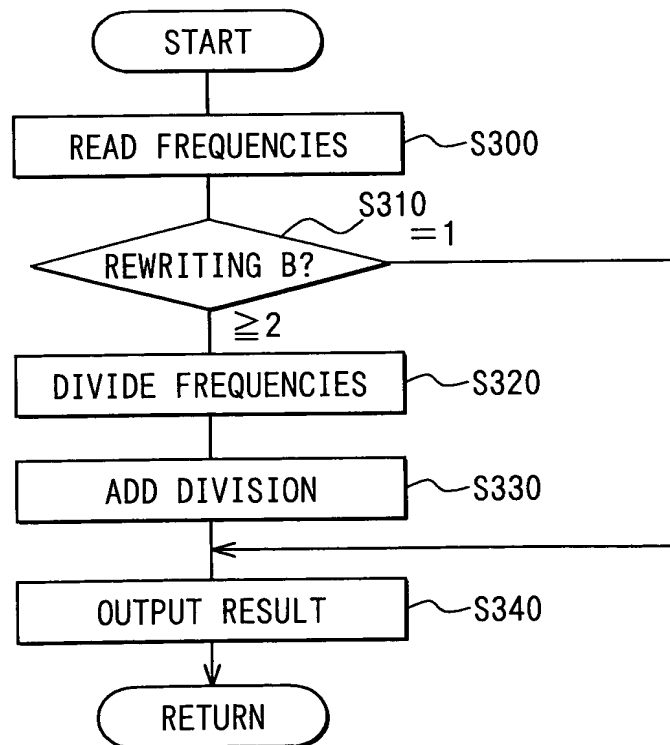 START
READ FREQUENCIES
S300
S310
=1
REWRITING B?
≧2
DIVIDE FREQUENCIES
S320
ADD DIVISION
S330
OUTPUT RESULT
S340
RETURN